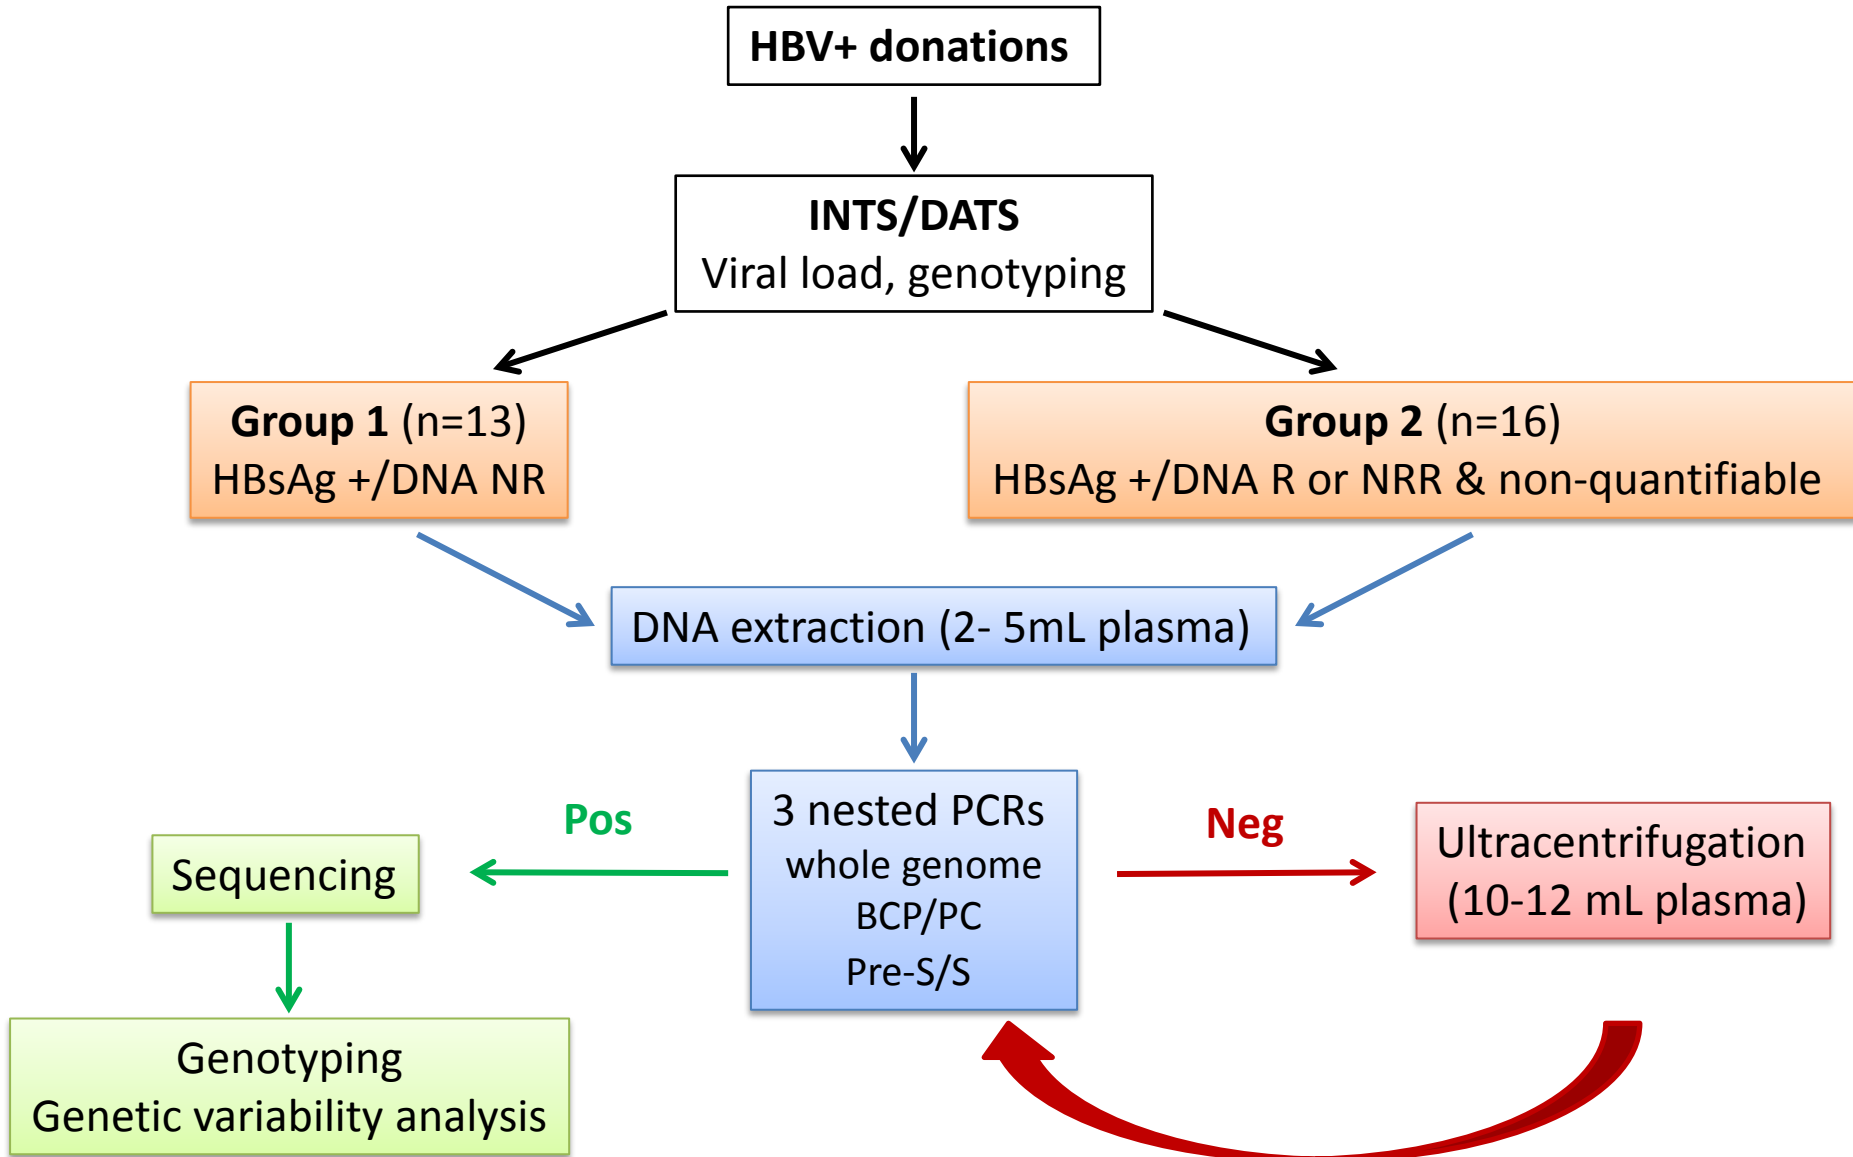 HBV+ donations
INTS/DATS
Viral load, genotyping
Group 1 (n=13)
HBsAg +/DNA NR
Group 2 (n=16)
HBsAg +/DNA R or NRR & non-quantifiable
DNA extraction (2- 5mL plasma)
3 nested PCRs
whole genome
BCP/PC
Pre-S/S
Pos
Neg
Sequencing
Ultracentrifugation
(10-12 mL plasma)
Genotyping
Genetic variability analysis